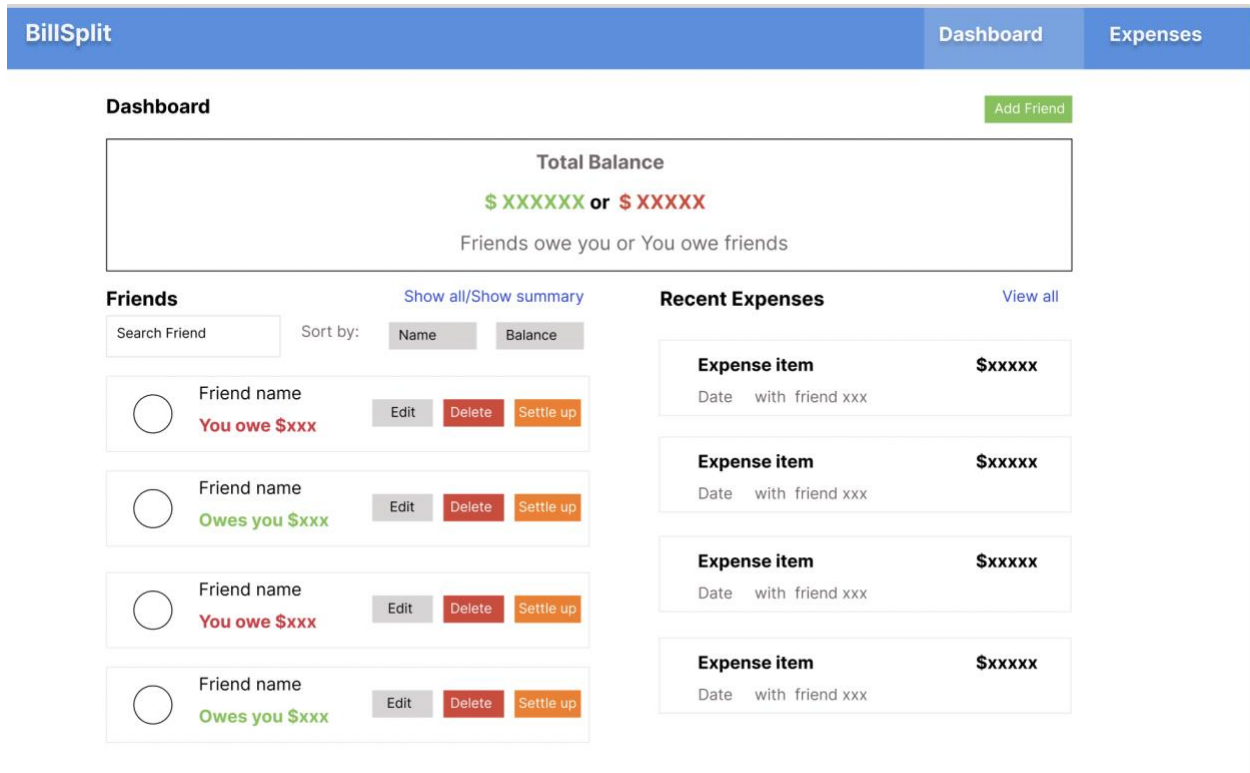 BillSplit
Dashboard
Expenses
Dashboard
Add Friend
Total Balance
$ XXXXXX or $ XXXXX
Friends owe you or You owe friends
Friends
Show all/Show summary
Search Friend
Sort by:
Name
Balance
Friend name
You owe $xxx
Edit
Delete
Settle up
Friend name
Owes you $xxx
Edit
Delete
Settle up
Friend name
You owe $xxx
Edit
Delete
Settle up
Friend name
Owes you $xxx
Edit
Delete
Settle up
Recent Expenses
View all
Expense item
$xxxxx
Date with friend xxx
Expense item
$xxxxx
Date with friend xxx
Expense item
$xxxxx
Date with friend xxx
Expense item
$xxxxx
Date with friend xxx